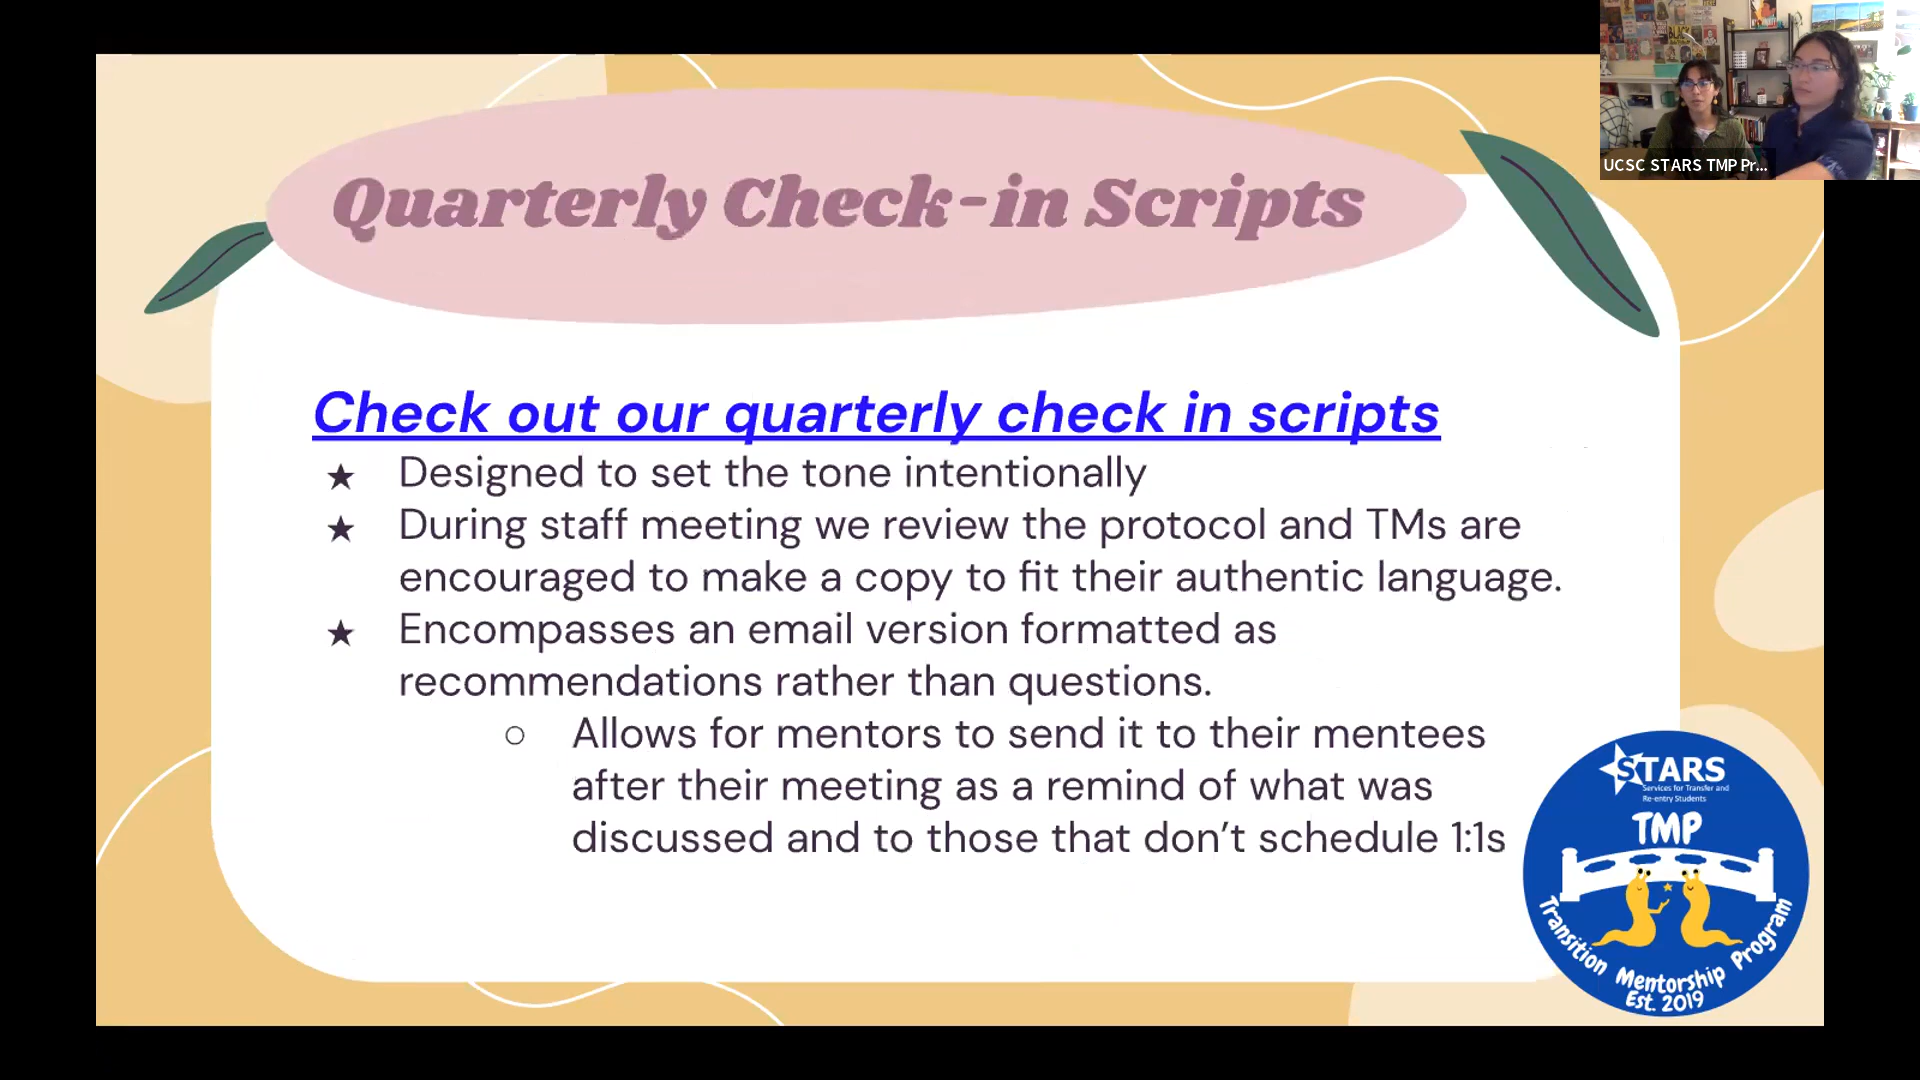 UCSC STARS TMP Pr...
Quarterly Check-in Scripts
Check out our quarterly check in scripts
★ Designed to set the tone intentionally
★ During staff meeting we review the protocol and TMs are
encouraged to make a copy to fit their authentic language.
★ Encompasses an email version formatted as
recommendations rather than questions.
○ Allows for mentors to send it to their mentees
after their meeting as a remind of what was
discussed and to those that don’t schedule 1:1s
STARS
Services for Transfer and
Re-entry Students
TMP
Transition Mentorship Program
Est. 2019